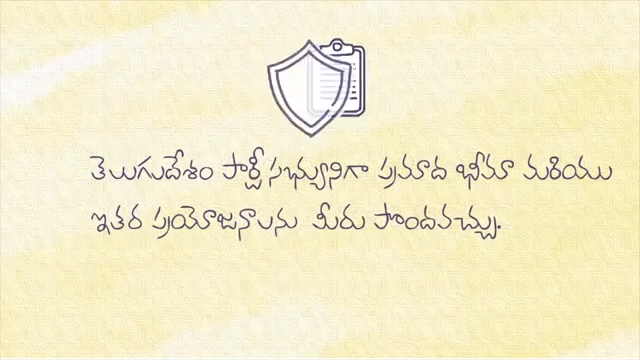 తెలుగుదేశం పార్టీ సభ్యునిగా ప్రమాద భీమా మరియు
ఇతర ప్రయోజనాలను మీరు పొందవచ్చు.